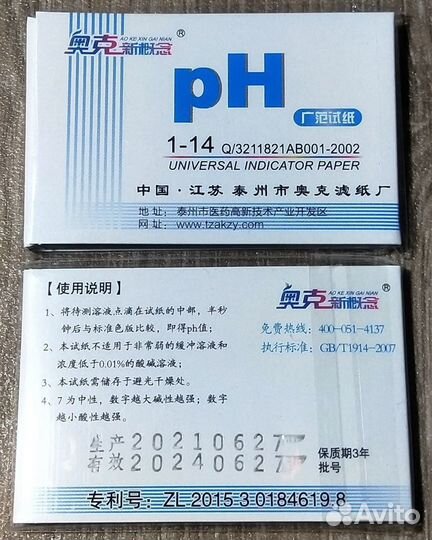 奥克新概念®
AO KE XIN GAI NIAN
pH
广范试纸
1-14 Q/3211821AB001-2002
UNIVERSAL INDICATOR PAPER
中国·江苏 泰州市奥克滤纸厂
地址：泰州市医药高新技术产业开发区
网址：www.tzakzy.com
【使用说明】
奥克新概念®
AO KE XIN GAI NIAN
1、将待测溶液点滴在试纸的中部，半秒
钟后与标准色版比较，即得ph值；
2、本试纸不适用于非常弱的缓冲溶液和
浓度低于0.01%的酸碱溶液；
3、本试纸需储存于避光干燥处。
4、7为中性，数字越大碱性越强；数字
越小酸性越强。
免费热线：400-051-4137
执行标准：GB/T1914-2007
生产20210627
有效20240627
保质期3年
批号
专利号：ZL-2015-3-0184619.8
Avito